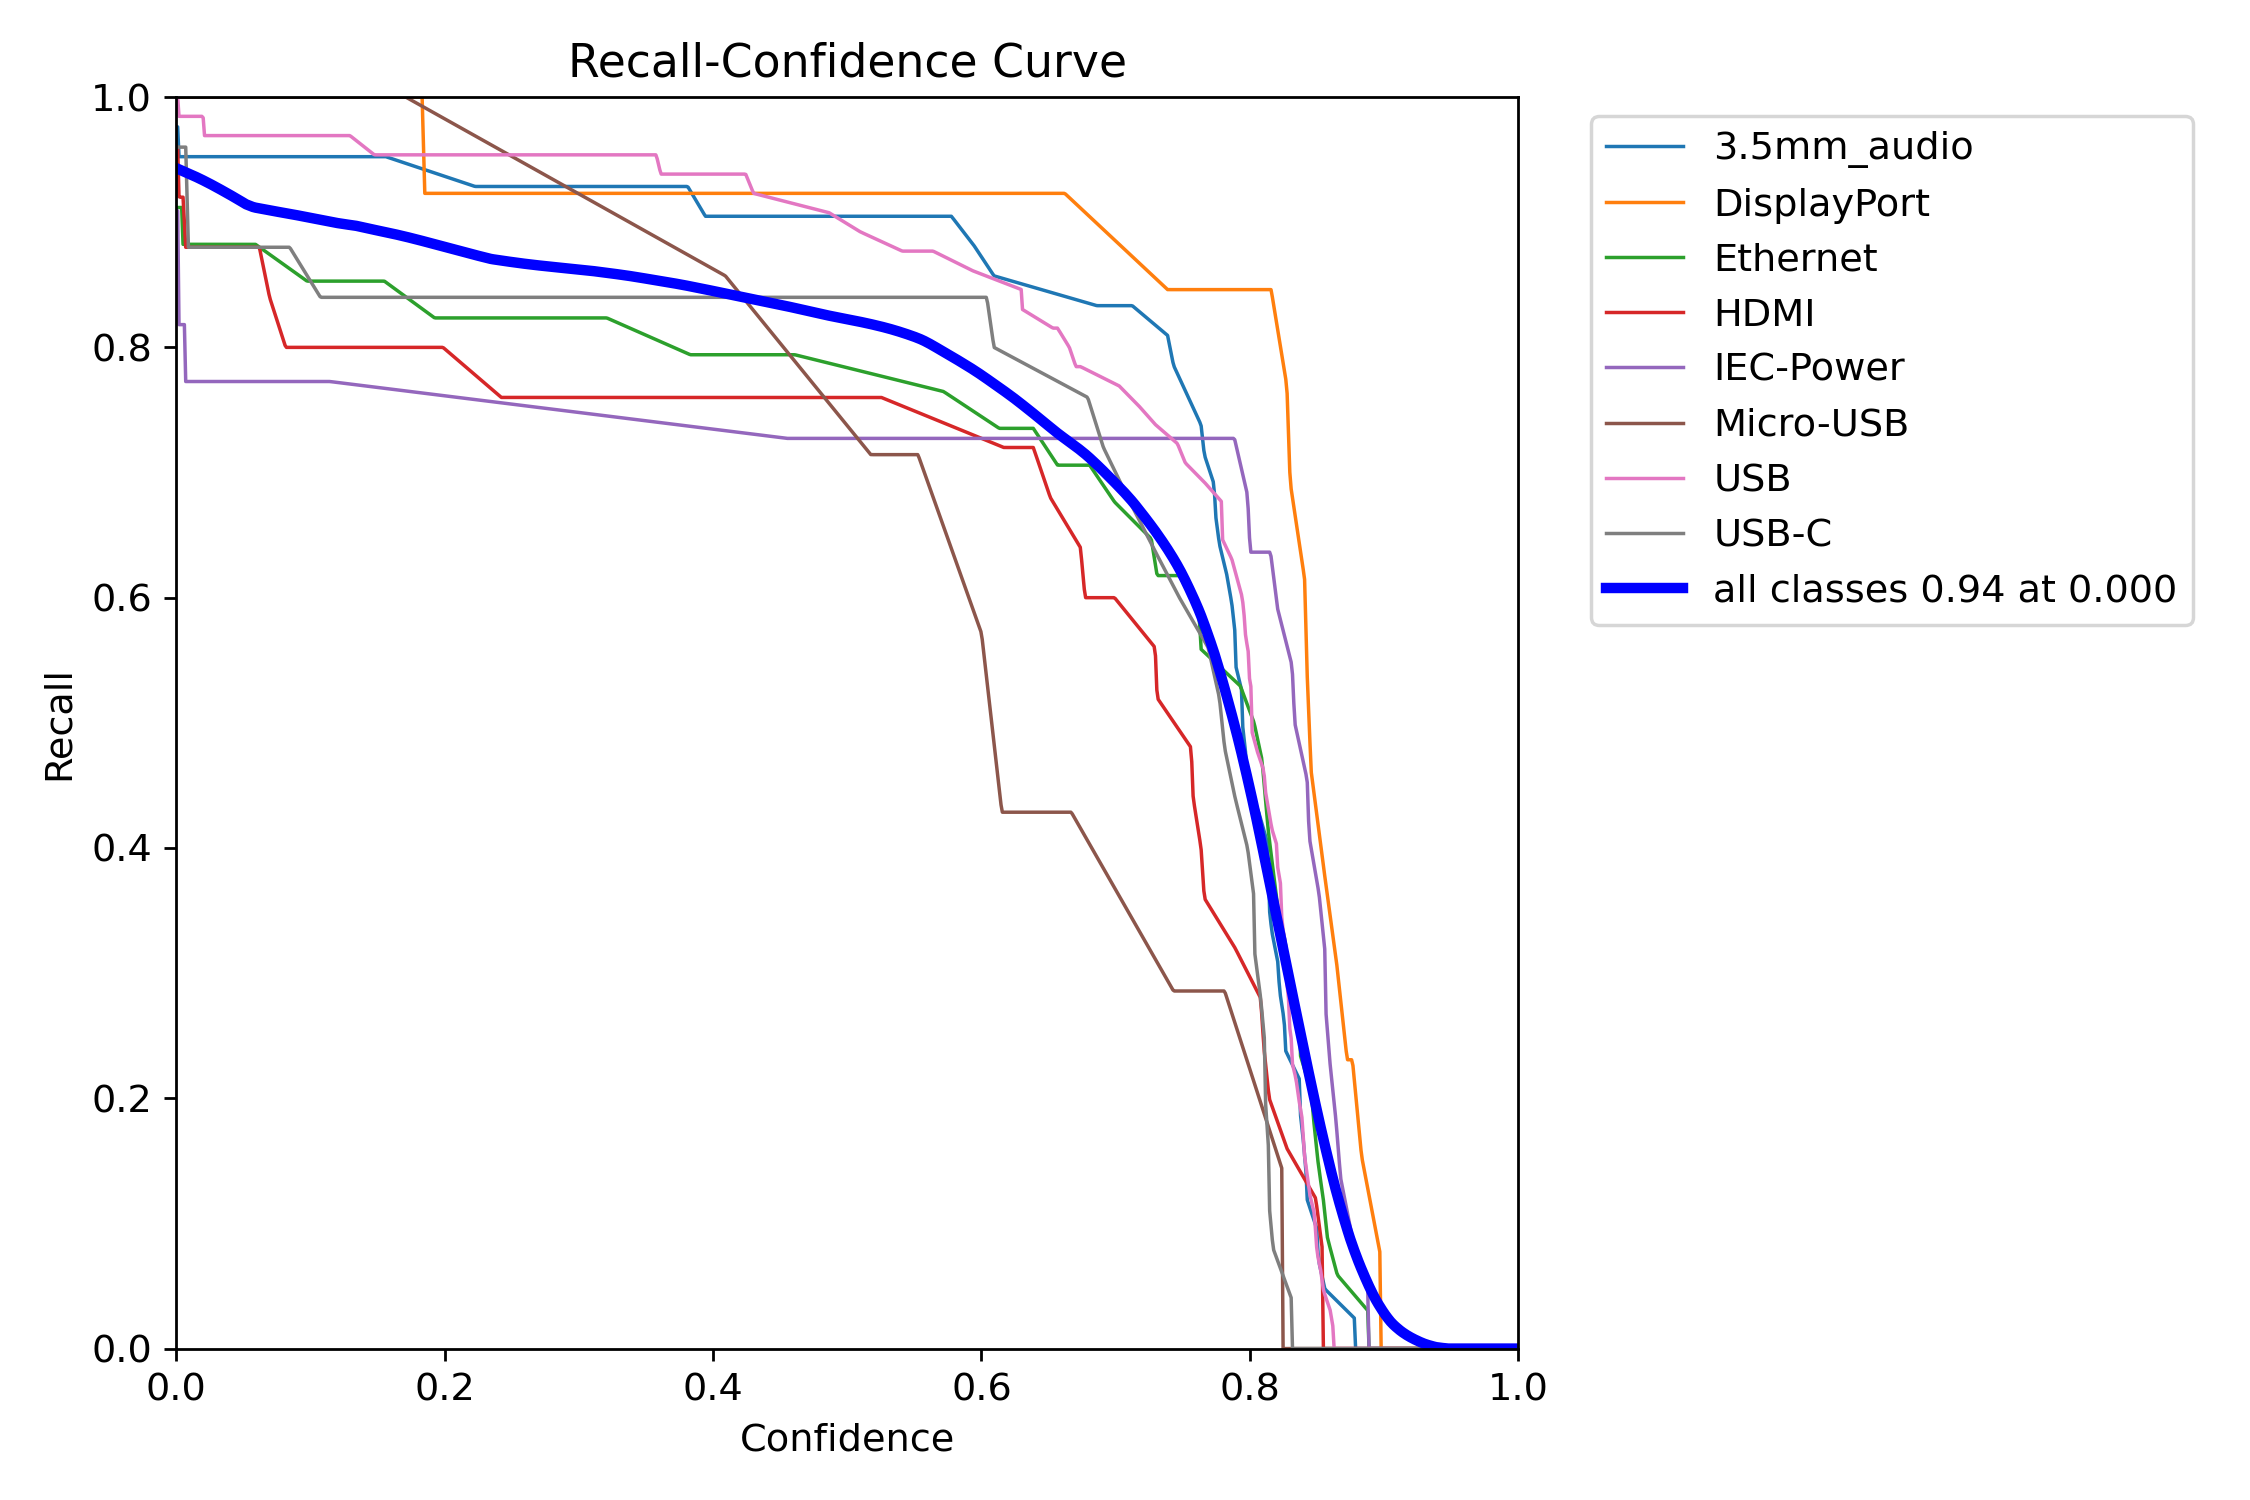 Recall-Confidence Curve
1.0
0.8
0.6
0.4
0.2
0.0
Recall
0.0 0.2 0.4 0.6 0.8 1.0
Confidence
3.5mm_audio
DisplayPort
Ethernet
HDMI
IEC-Power
Micro-USB
USB
USB-C
all classes 0.94 at 0.000